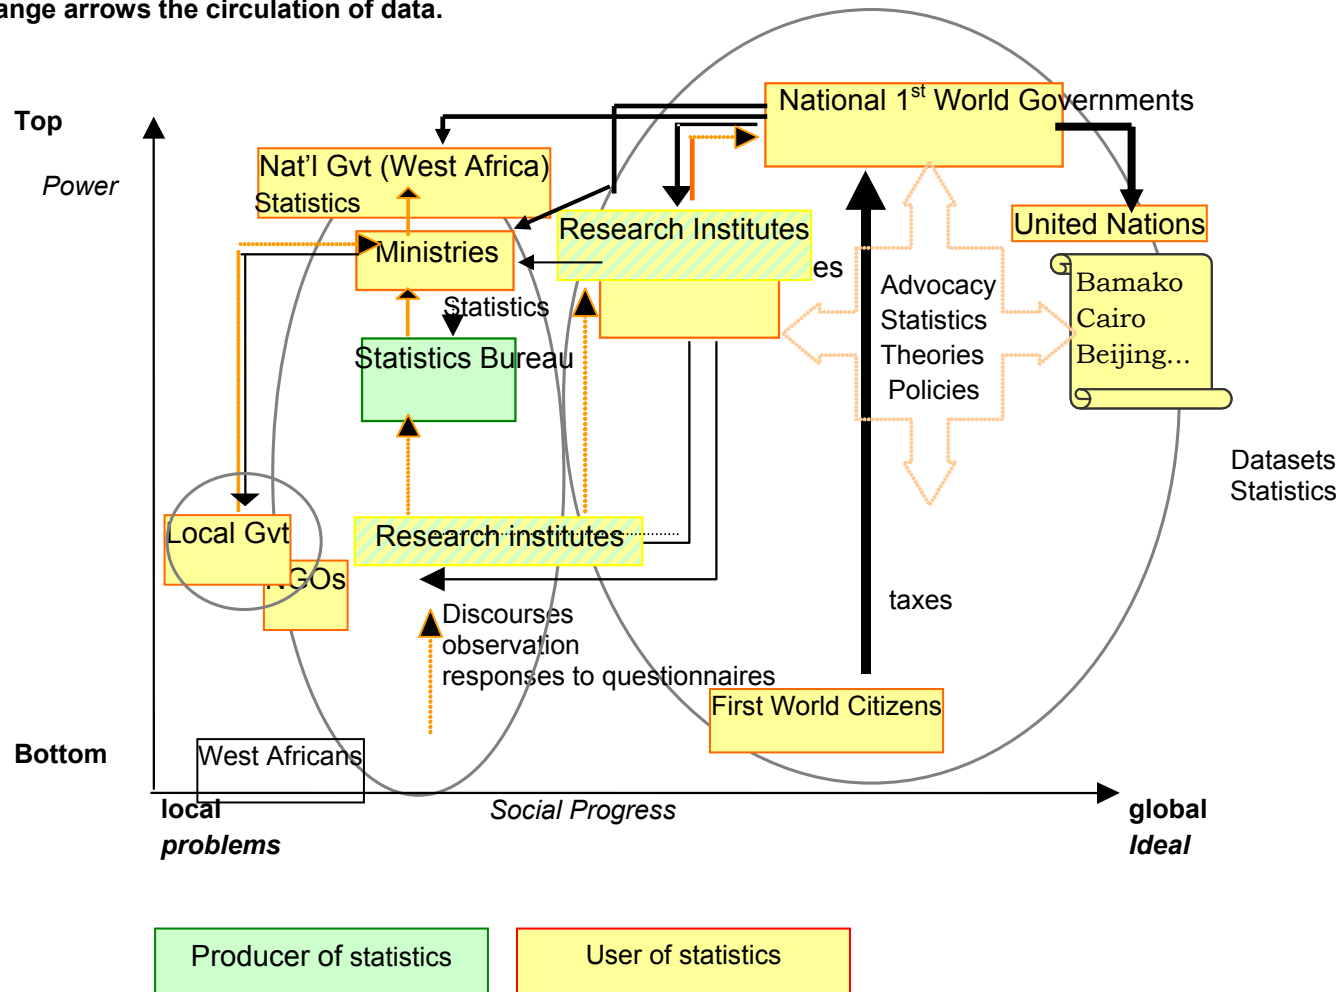 ange arrows the circulation of data.
Top
Power
National 1st World Governments
Nat'l Gvt (West Africa)
Statistics
United Nations
Research Institutes
Ministries
es
Advocacy
Statistics
Theories
Policies
Bamako
Cairo
Beijing...
Statistics
Statistics Bureau
Datasets
Statistics
Local Gvt
Research institutes
NGOs
Discourses
observation
responses to questionnaires
taxes
First World Citizens
Bottom
West Africans
local
problems
Social Progress
global
Ideal
Producer of statistics
User of statistics